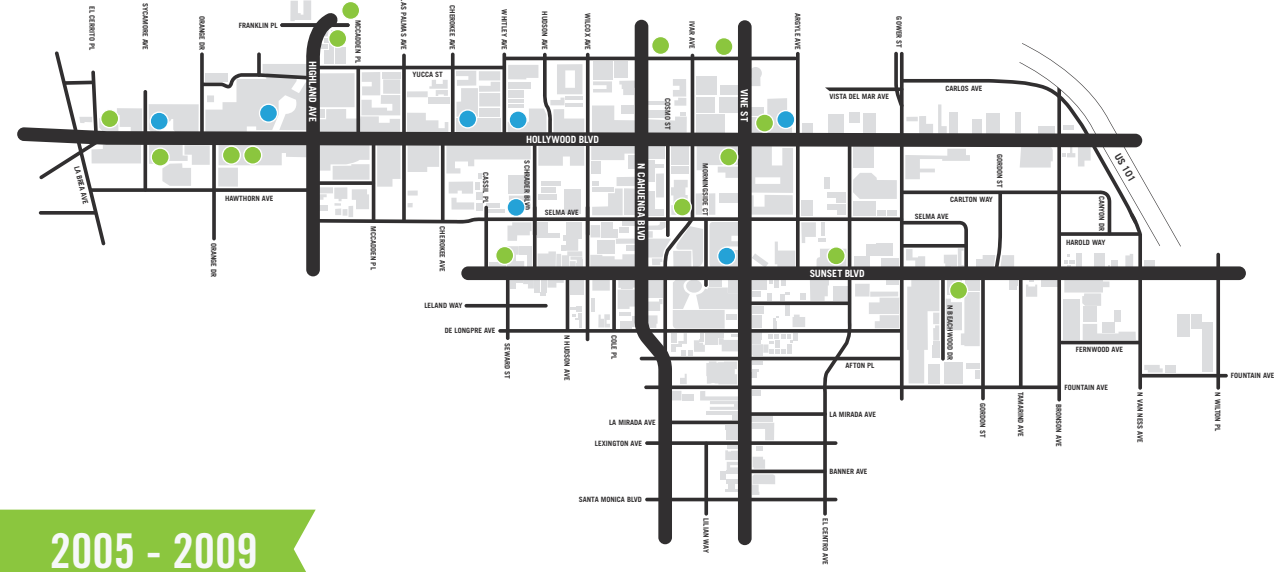 EL CERRITO PL
SYCAMORE AVE
ORANGE DR
FRANKLIN PL
MCCADDEN PL
AS PALMAS AVE
CHEROKEE AVE
WHITLEY AVE
HUDSON AVE
WILCOX AVE
IVAR AVE
ARGYLE AVE
GOWER ST
HIGHLAND AVE
YUCCA ST
COSMO ST
VINE ST
VISTA DEL MAR AVE
CARLOS AVE
HOLLYWOOD BLVD
US 101
LA BREA AVE
HAWTHORN AVE
CASSIL PL
SCHRADER BLVD
SELMA AVE
N CAHUENGA BLVD
MORNINGSIDE CT
GORDON ST
CARLTON WAY
SELMA AVE
CANYON DR
HAROLD WAY
ORANGE DR
MCCADDEN PL
CHEROKEE AVE
SUNSET BLVD
LELAND WAY
DE LONGPRE AVE
SEWARD ST
N HUDSON AVE
COLE PL
N BEACHWOOD DR
AFTON PL
FERNWOOD AVE
FOUNTAIN AVE
FOUNTAIN AVE
GORDON ST
TAMARIND AVE
BRONSON AVE
N VAN NESS AVE
N WILTON PL
LA MIRADA AVE
LA MIRADA AVE
LEXINGTON AVE
BANNER AVE
SANTA MONICA BLVD
LILIAN WAY
EL CENTRO AVE
2005 - 2009